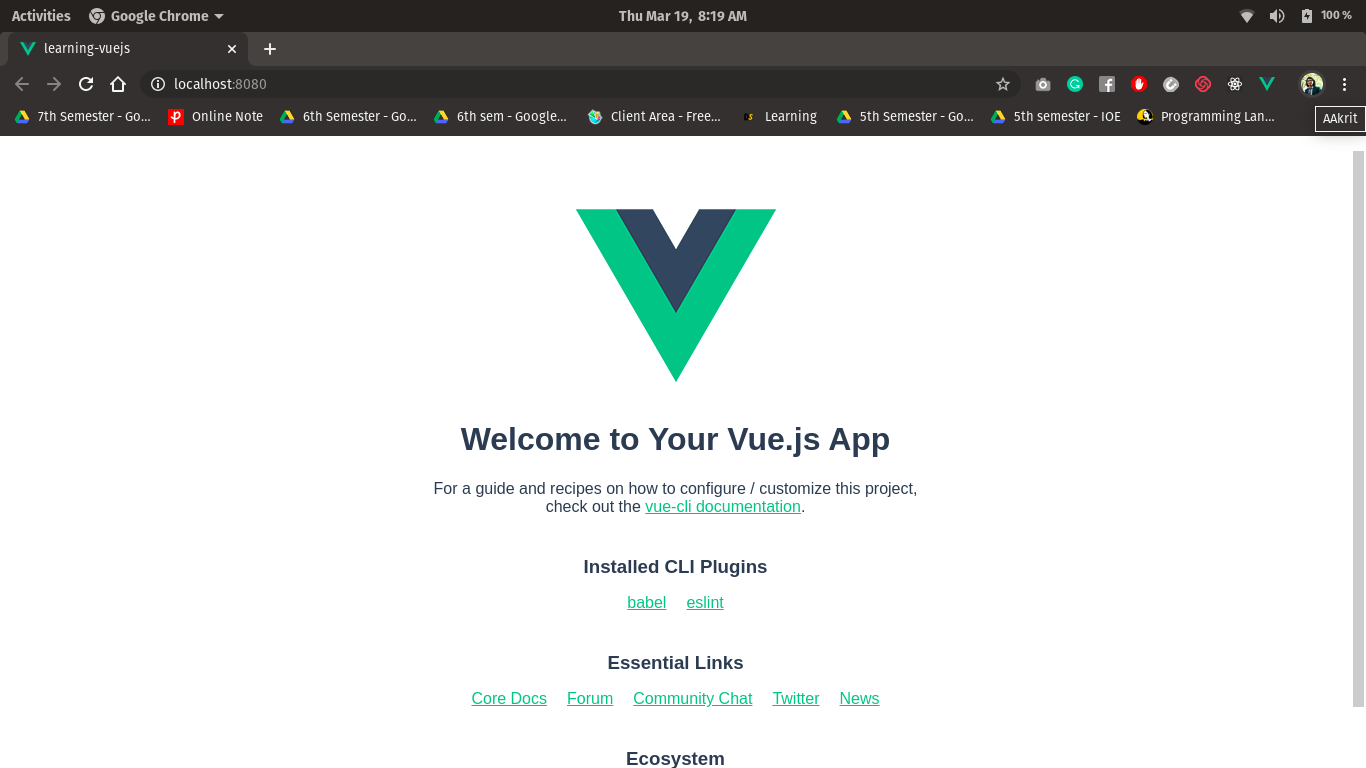 Activities Google Chrome Thu Mar 19, 8:19 AM 100 %
learning-vuejs
localhost:8080
7th Semester - Go... Online Note 6th Semester - Go... 6th sem - Google... Client Area - Free... Learning 5th Semester - Go... 5th semester - IOE Programming Lan... AAkrit
Welcome to Your Vue.js App
For a guide and recipes on how to configure / customize this project,
check out the vue-cli documentation.
Installed CLI Plugins
babel eslint
Essential Links
Core Docs Forum Community Chat Twitter News
Ecosystem